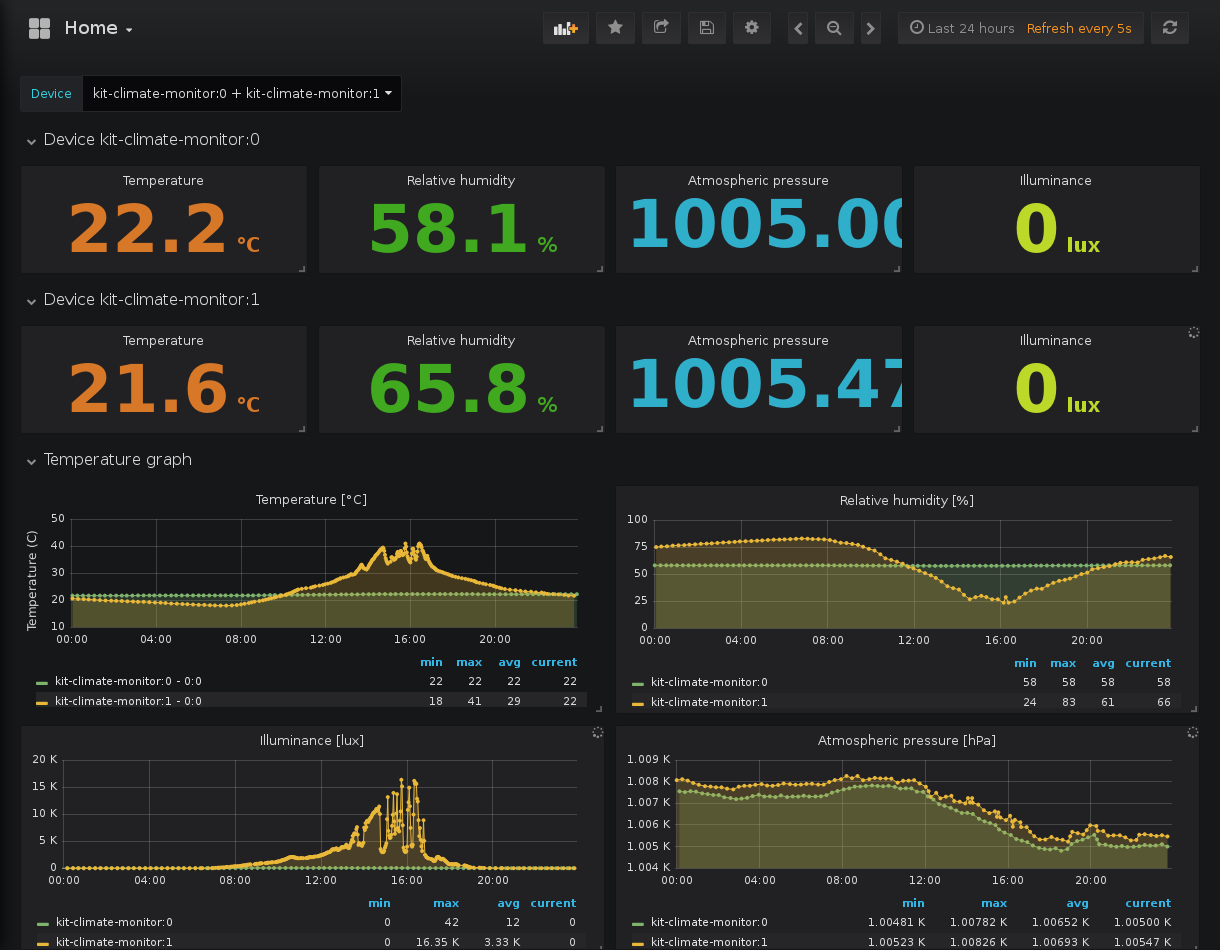 Home
Last 24 hours Refresh every 5s
Device kit-climate-monitor:0 + kit-climate-monitor:1
Device kit-climate-monitor:0
Temperature Relative humidity Atmospheric pressure Illuminance
22.2 °C 58.1 % 1005.00 0 lux
Device kit-climate-monitor:1
Temperature Relative humidity Atmospheric pressure Illuminance
21.6 °C 65.8 % 1005.47 0 lux
Temperature graph
Temperature [°C]
Temperature (C)
50
40
30
20
10
00:00 04:00 08:00 12:00 16:00 20:00
min max avg current
kit-climate-monitor:0 - 0:0 22 22 22 22
kit-climate-monitor:1 - 0:0 18 41 29 22
Relative humidity [%]
100
75
50
25
0
00:00 04:00 08:00 12:00 16:00 20:00
min max avg current
kit-climate-monitor:0 58 58 58 58
kit-climate-monitor:1 24 83 61 66
Illuminance [lux]
20 K
15 K
10 K
5 K
0
00:00 04:00 08:00 12:00 16:00 20:00
min max avg current
kit-climate-monitor:0 0 42 12 0
kit-climate-monitor:1 0 16.35 K 3.33 K 0
Atmospheric pressure [hPa]
1.009 K
1.008 K
1.007 K
1.006 K
1.005 K
1.004 K
00:00 04:00 08:00 12:00 16:00 20:00
min max avg current
kit-climate-monitor:0 1.00481 K 1.00782 K 1.00652 K 1.00500 K
kit-climate-monitor:1 1.00523 K 1.00826 K 1.00693 K 1.00547 K